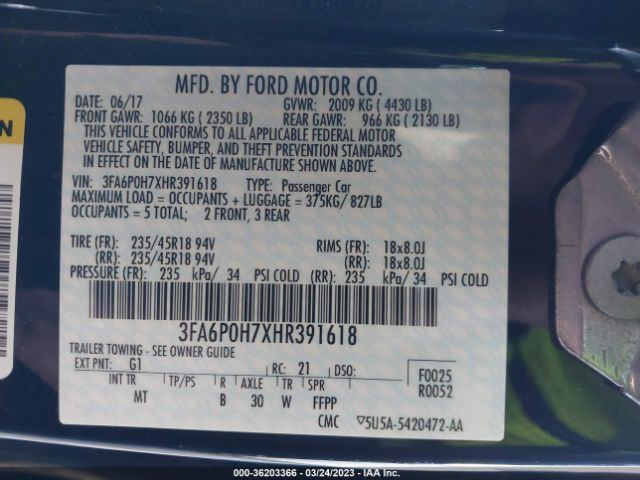 MFD. BY FORD MOTOR CO.
DATE: 06/17 GVWR: 2009 KG ( 4430 LB)
FRONT GAWR: 1066 KG ( 2350 LB) REAR GAWR: 966 KG ( 2130 LB)
THIS VEHICLE CONFORMS TO ALL APPLICABLE FEDERAL MOTOR
VEHICLE SAFETY, BUMPER, AND THEFT PREVENTION STANDARDS
IN EFFECT ON THE DATE OF MANUFACTURE SHOWN ABOVE.
VIN: 3FA6P0H7XHR391618 TYPE: Passenger Car
MAXIMUM LOAD = OCCUPANTS + LUGGAGE = 375KG/ 827LB
OCCUPANTS = 5 TOTAL; 2 FRONT, 3 REAR
TIRE (FR): 235/45R18 94V RIMS (FR): 18x8.0J
(RR): 235/45R18 94V (RR): 18x8.0J
PRESSURE (FR): 235 kPa/ 34 PSI COLD (RR): 235 kPa/ 34 PSI COLD
3FA6P0H7XHR391618
TRAILER TOWING - SEE OWNER GUIDE
EXT PNT: G1 RC: 21 DSO: F0025
INT TR TP/PS R AXLE TR SPR R0052
MT B 30 W FFPP
CMC ▽5U5A-5420472-AA
000-36203366 - 03/24/2023 - IAA Inc.